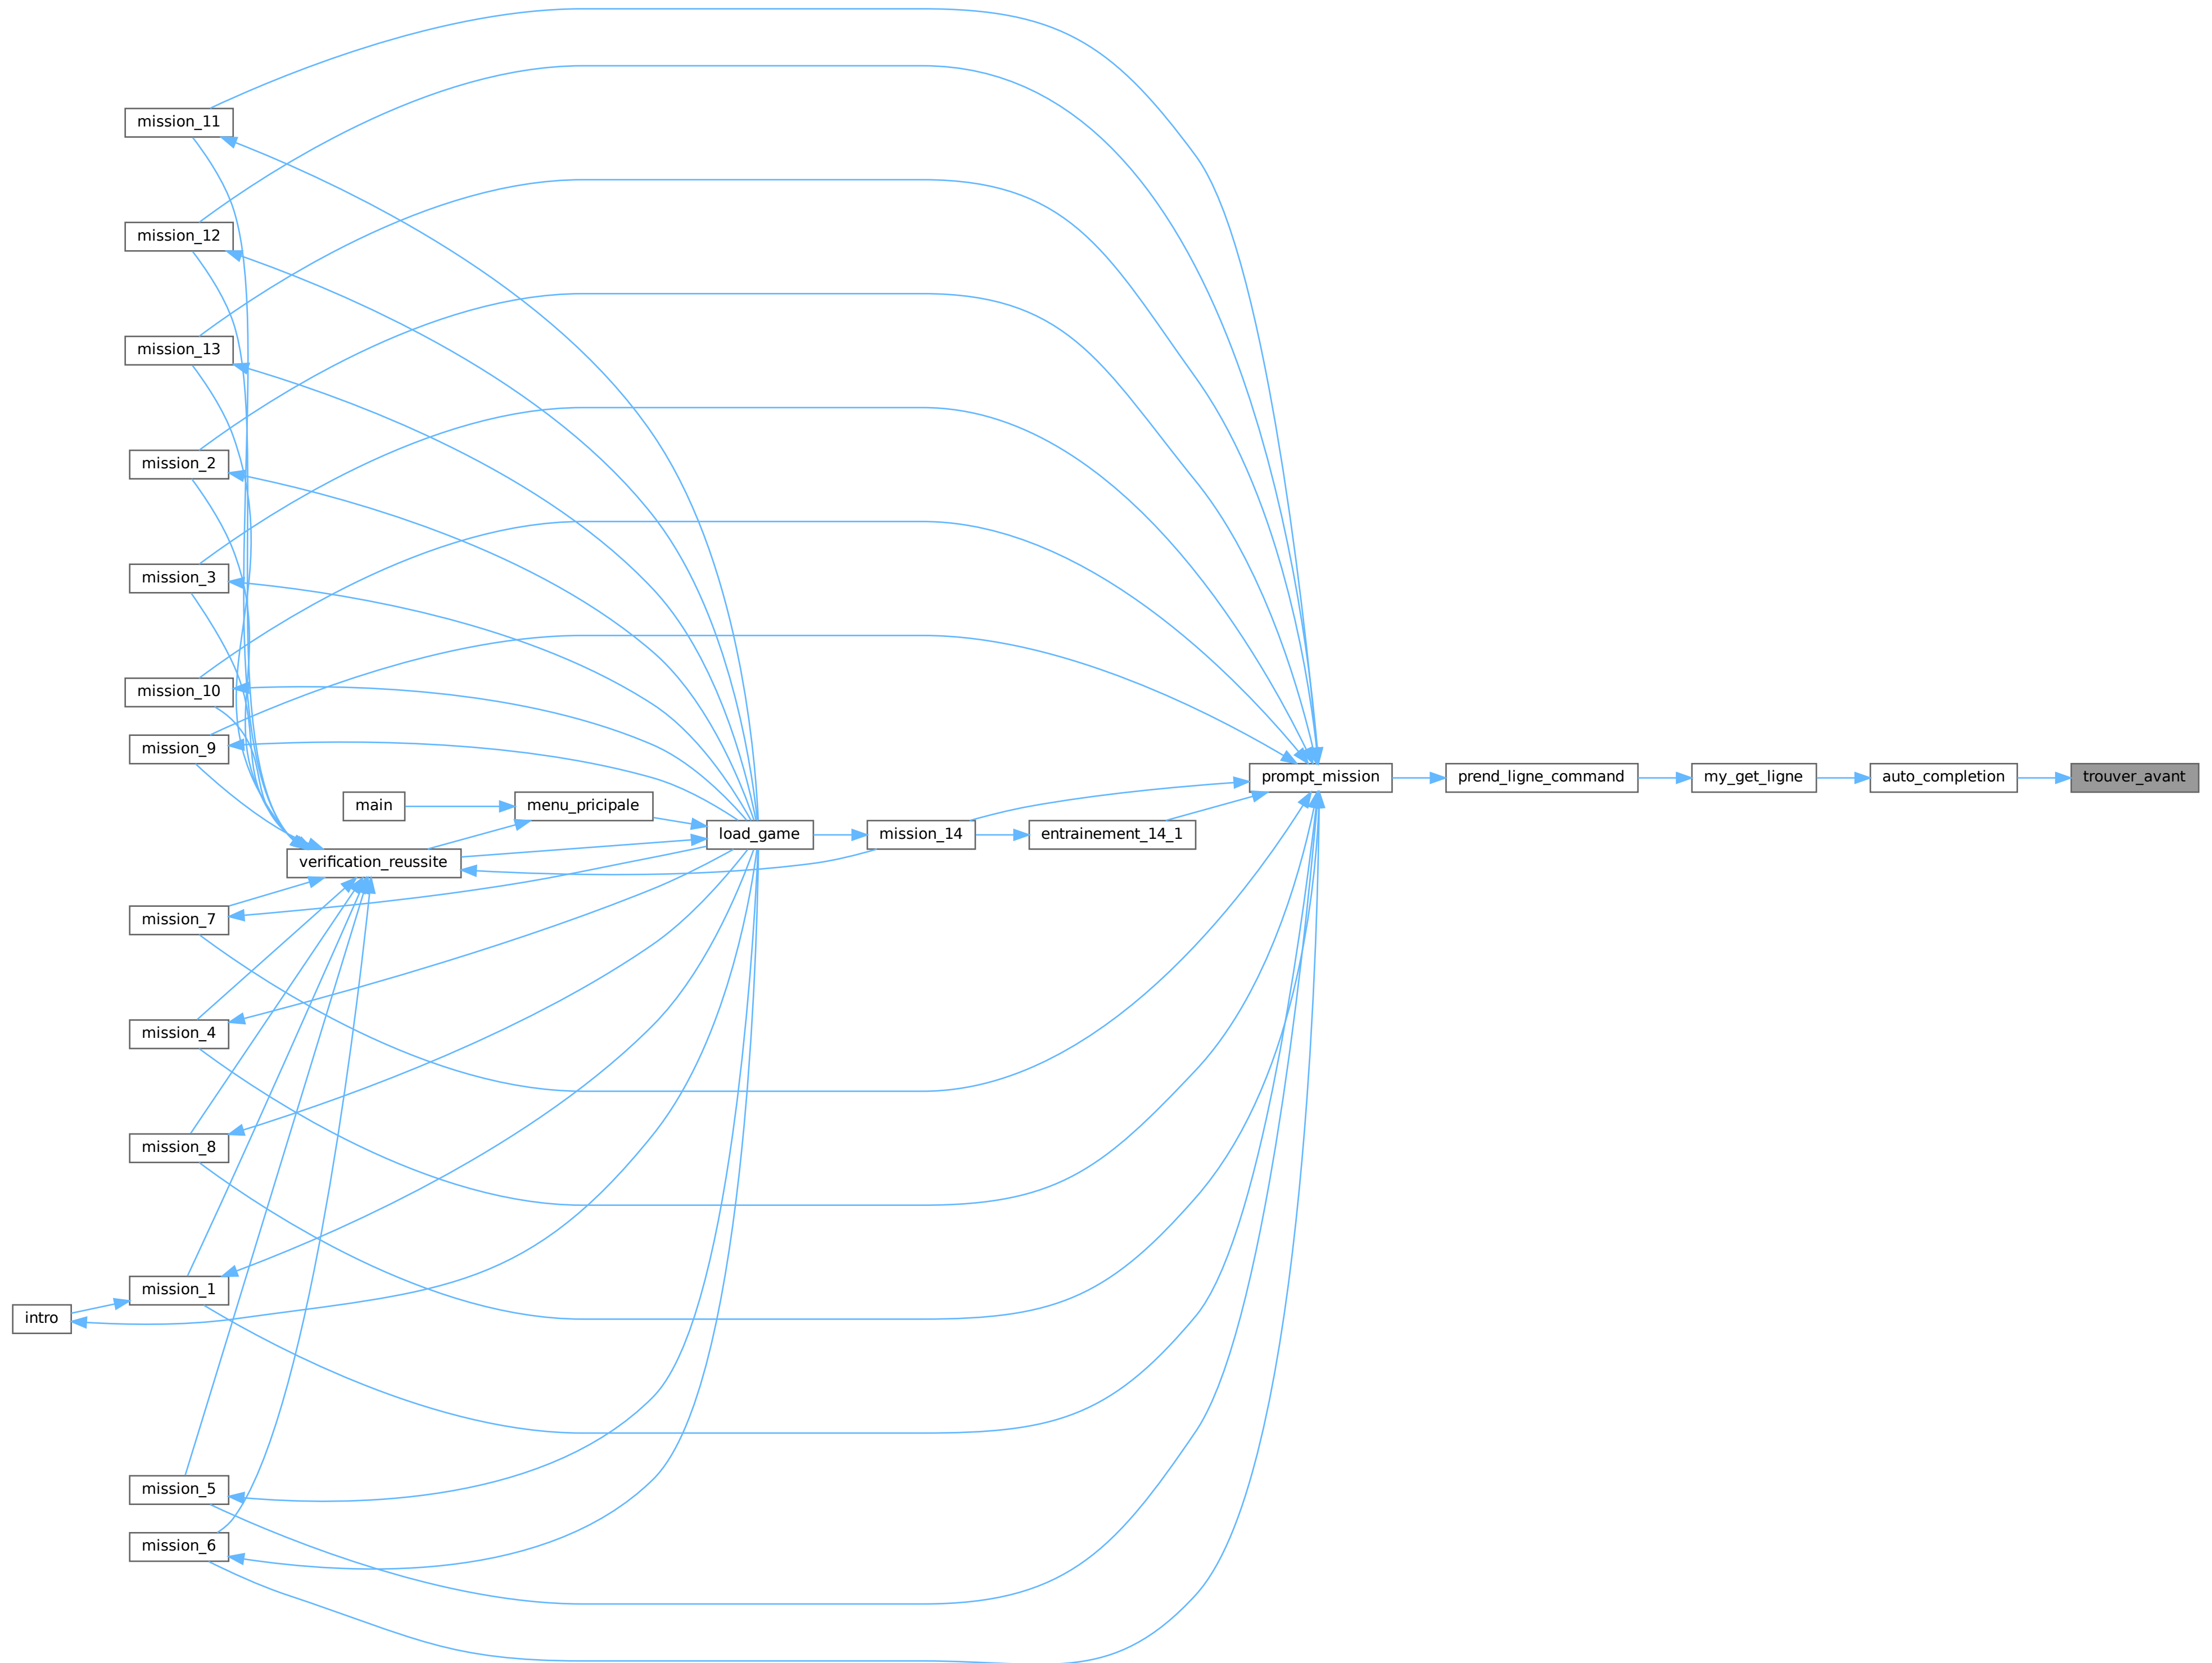 mission_11
mission_12
mission_13
mission_2
mission_3
mission_10
mission_9
prompt_mission
prend_ligne_command
my_get_ligne
auto_completion
trouver_avant
main
menu_pricipale
load_game
mission_14
entrainement_14_1
verification_reussite
mission_7
mission_4
mission_8
mission_1
intro
mission_5
mission_6